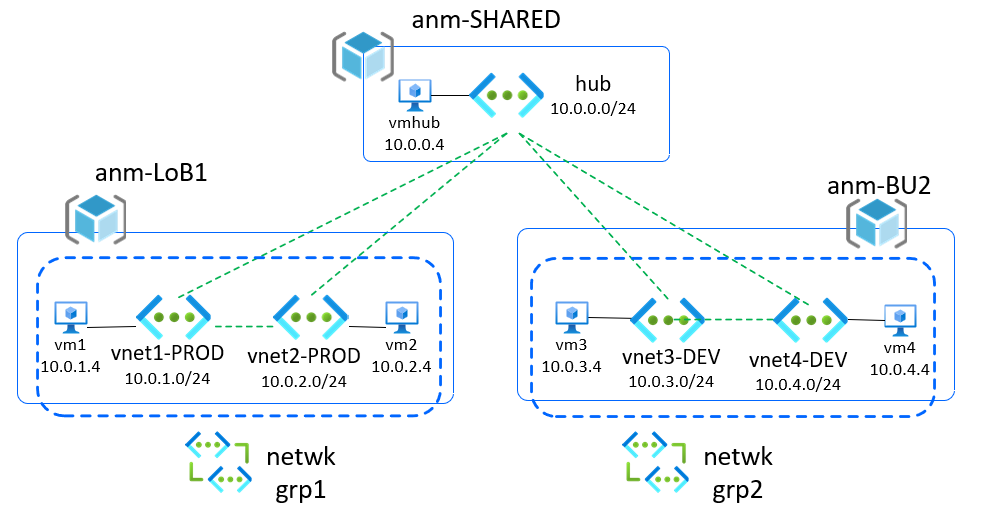 anm-SHARED
hub
10.0.0.0/24
vmhub
10.0.0.4
anm-LoB1
vm1
10.0.1.4
vnet1-PROD
10.0.1.0/24
vnet2-PROD
10.0.2.0/24
vm2
10.0.2.4
netwk
grp1
anm-BU2
vm3
10.0.3.4
vnet3-DEV
10.0.3.0/24
vnet4-DEV
10.0.4.0/24
vm4
10.0.4.4
netwk
grp2